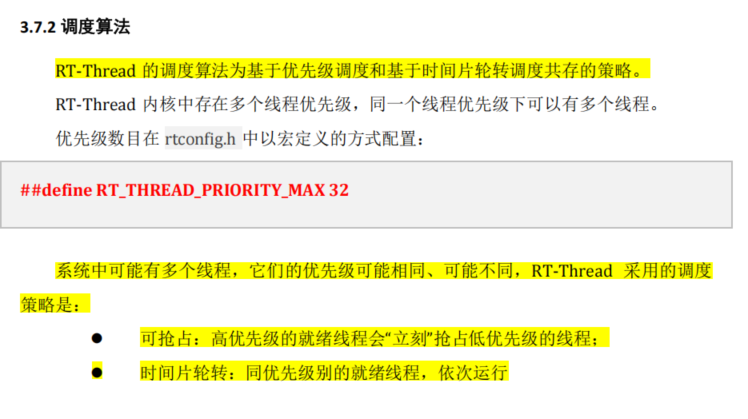 3.7.2 调度算法
RT-Thread 的调度算法为基于优先级调度和基于时间片轮转调度共存的策略。
RT-Thread 内核中存在多个线程优先级，同一个线程优先级下可以有多个线程。
优先级数目在 rtconfig.h 中以宏定义的方式配置：
##define RT_THREAD_PRIORITY_MAX 32
系统中可能有多个线程，它们的优先级可能相同、可能不同，RT-Thread 采用的调度
策略是：
● 可抢占：高优先级的就绪线程会“立刻”抢占低优先级的线程；
● 时间片轮转：同优先级别的就绪线程，依次运行